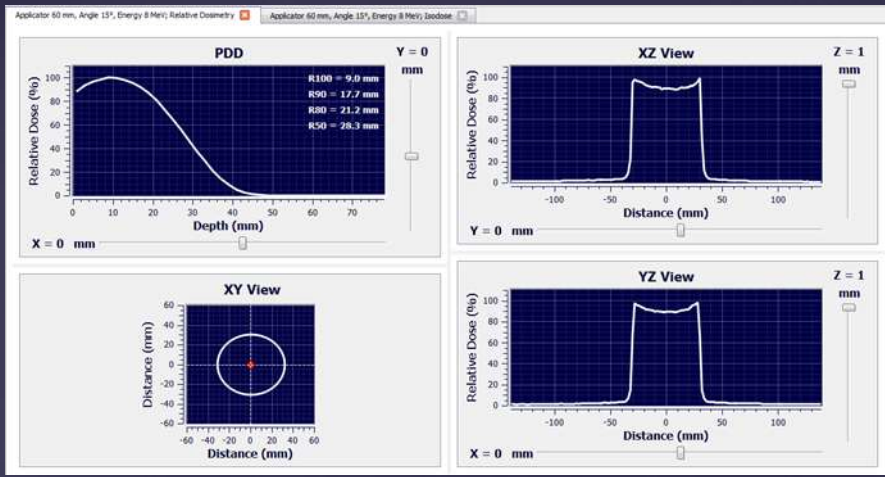 Applicator 60 mm, Angle 15°, Energy 8 MeV; Relative Dosimetry
Applicator 60 mm, Angle 15°, Energy 8 MeV; Isodose
PDD
Y = 0
mm
Relative Dose (%)
100
80
60
40
20
0
R100 = 9.0 mm
R90 = 17.7 mm
R80 = 21.2 mm
R50 = 28.3 mm
0 10 20 30 40 50 60 70
Depth (mm)
X = 0 mm
XZ View
Z = 1
mm
Relative Dose (%)
100
80
60
40
20
0
-100 -50 0 50 100
Distance (mm)
Y = 0 mm
XY View
Distance (mm)
60
40
20
0
-20
-40
-60
-60 -40 -20 0 20 40 60
Distance (mm)
YZ View
Z = 1
mm
Relative Dose (%)
100
80
60
40
20
0
-100 -50 0 50 100
Distance (mm)
X = 0 mm